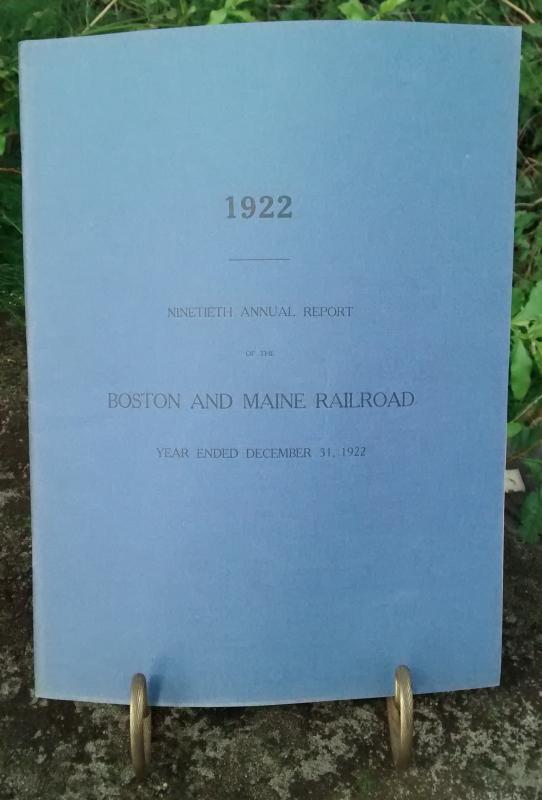 1922
NINETIETH ANNUAL REPORT
OF THE
BOSTON AND MAINE RAILROAD
YEAR ENDED DECEMBER 31, 1922